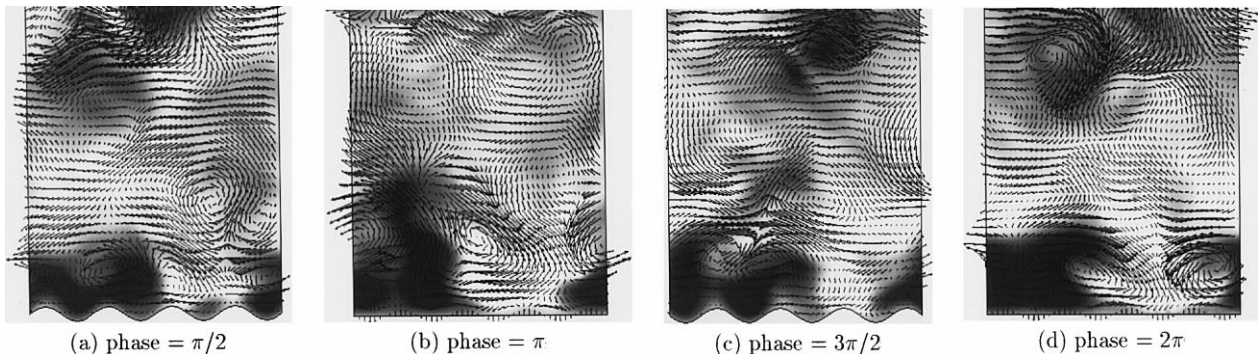 (a) phase = π/2
(b) phase = π
(c) phase = 3π/2
(d) phase = 2π